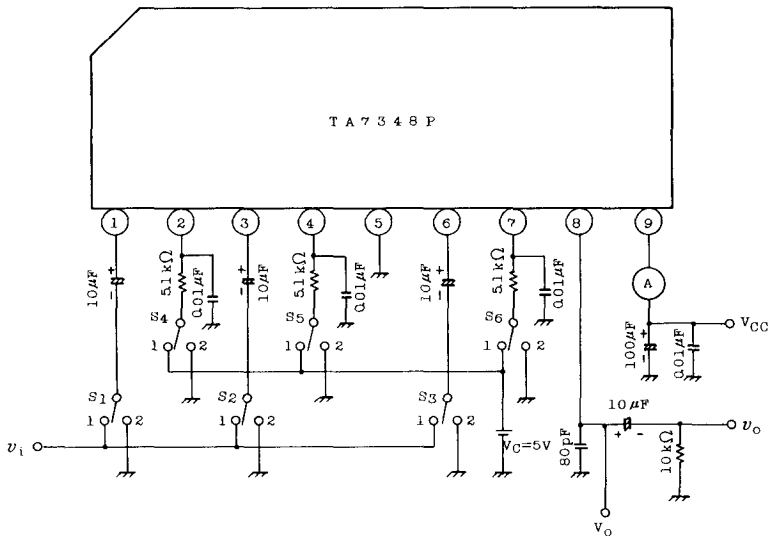 TA7348P
1 2 3 4 5 6 7 8 9
10μF + -
5.1kΩ
0.01μF
+ - 10μF
5.1kΩ
0.01μF
10μF + -
5.1kΩ
0.01μF
A
S4
1 2
S5
1 2
S6
1 2
100μF + -
0.01μF
VCC
S1
1 2
S2
1 2
S3
1 2
vi
VC=5V
80pF
10μF
+ -
10kΩ
vo
VO